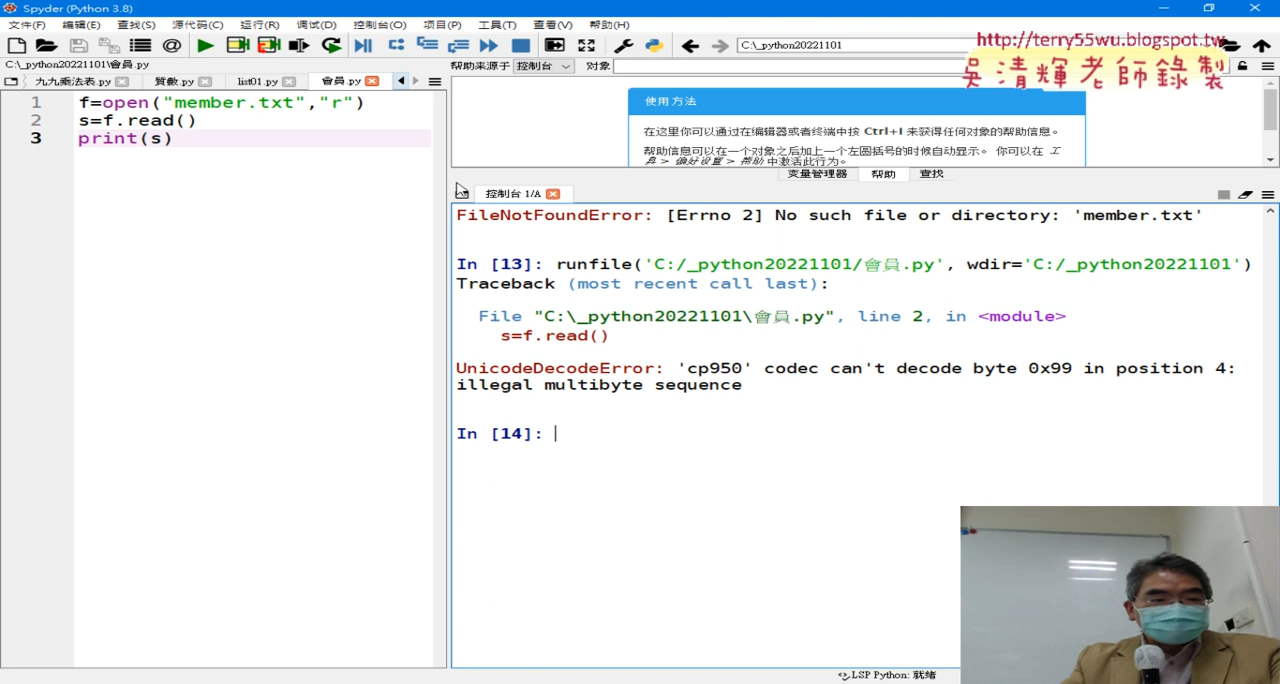 Spyder (Python 3.8)
文件(F) 编辑(E) 查找(S) 源代码(C) 运行(R) 调试(D) 控制台(O) 项目(P) 工具(T) 查看(V) 帮助(H)
C:\_python20221101
http://terry55wu.blogspot.tw
吳清輝老師錄製
C:\_python20221101\會員.py
帮助来源于 控制台 对象
九九乘法表.py 質數.py list01.py 會員.py
1 f=open("member.txt","r")
2 s=f.read()
3 print(s)
使用方法
在这里你可以通过在编辑器或者终端中按 Ctrl+I 来获得任何对象的帮助信息。
帮助信息可以在一个对象之后加上一个左圆括号的时候自动显示。 你可以在 工
具 > 偏好设置 > 帮助 中激活此行为。
变量管理器 帮助 查找
控制台 1/A
FileNotFoundError: [Errno 2] No such file or directory: 'member.txt'
In [13]: runfile('C:/_python20221101/會員.py', wdir='C:/_python20221101')
Traceback (most recent call last):
File "C:\_python20221101\會員.py", line 2, in <module>
s=f.read()
UnicodeDecodeError: 'cp950' codec can't decode byte 0x99 in position 4:
illegal multibyte sequence
In [14]:
LSP Python: 就绪